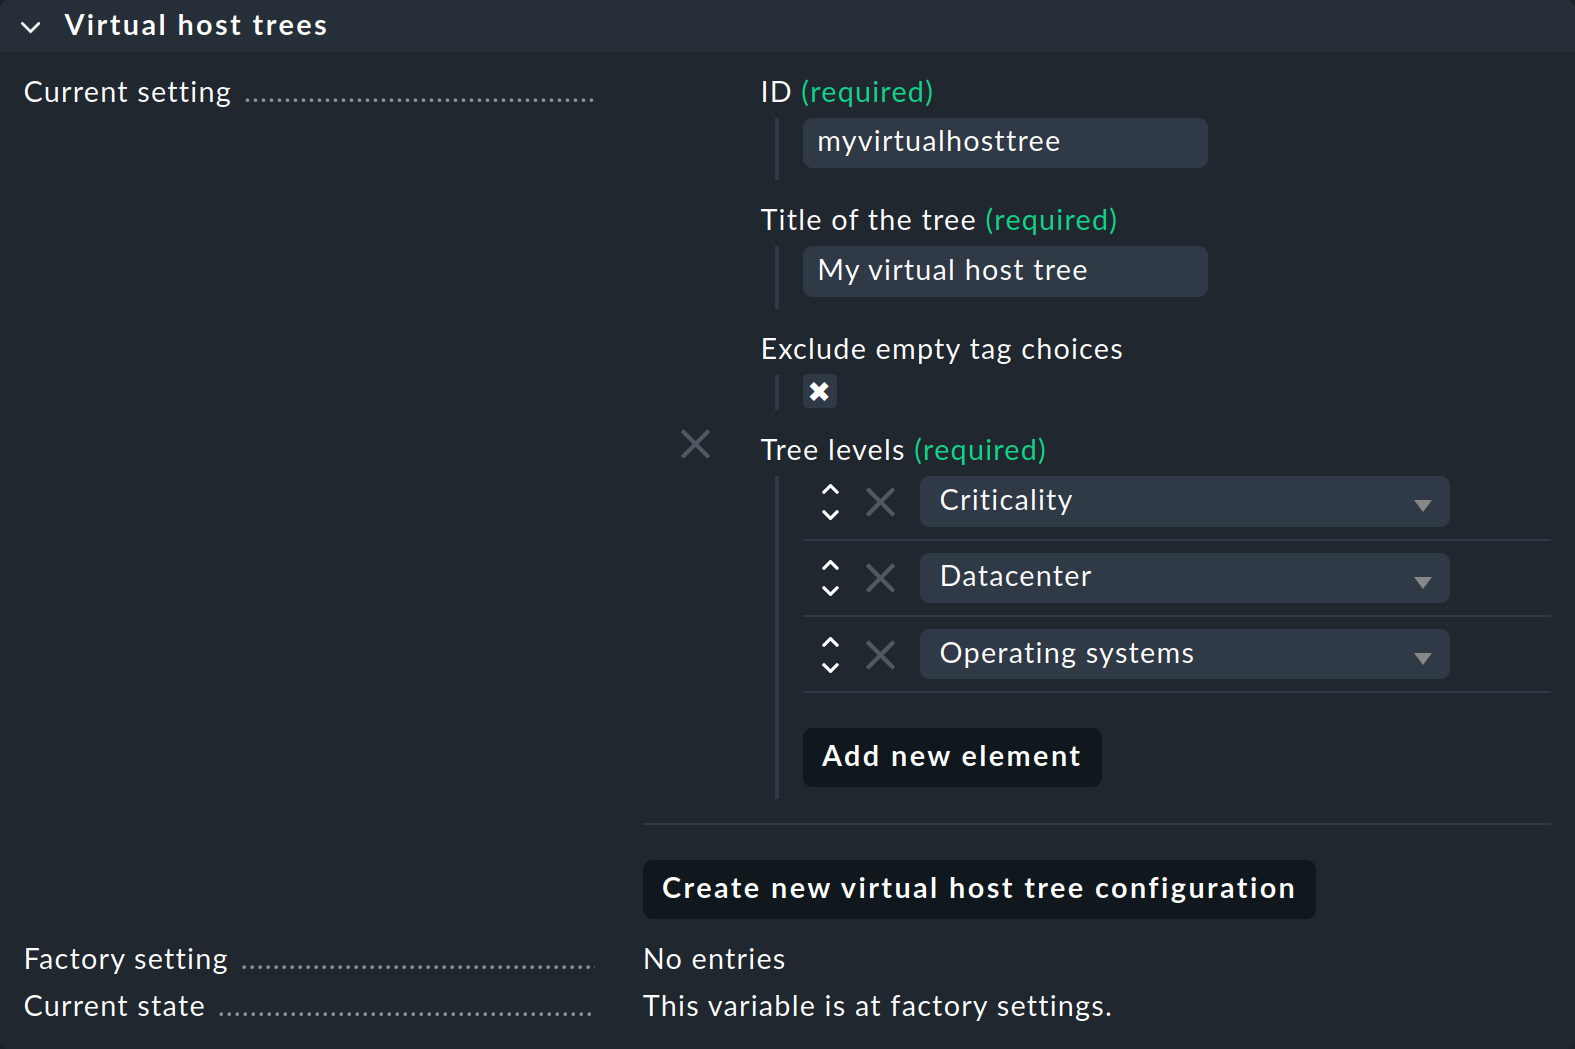 Virtual host trees
Current setting
ID (required)
myvirtualhosttree
Title of the tree (required)
My virtual host tree
Exclude empty tag choices
Tree levels (required)
Criticality
Datacenter
Operating systems
Add new element
Create new virtual host tree configuration
Factory setting No entries
Current state This variable is at factory settings.